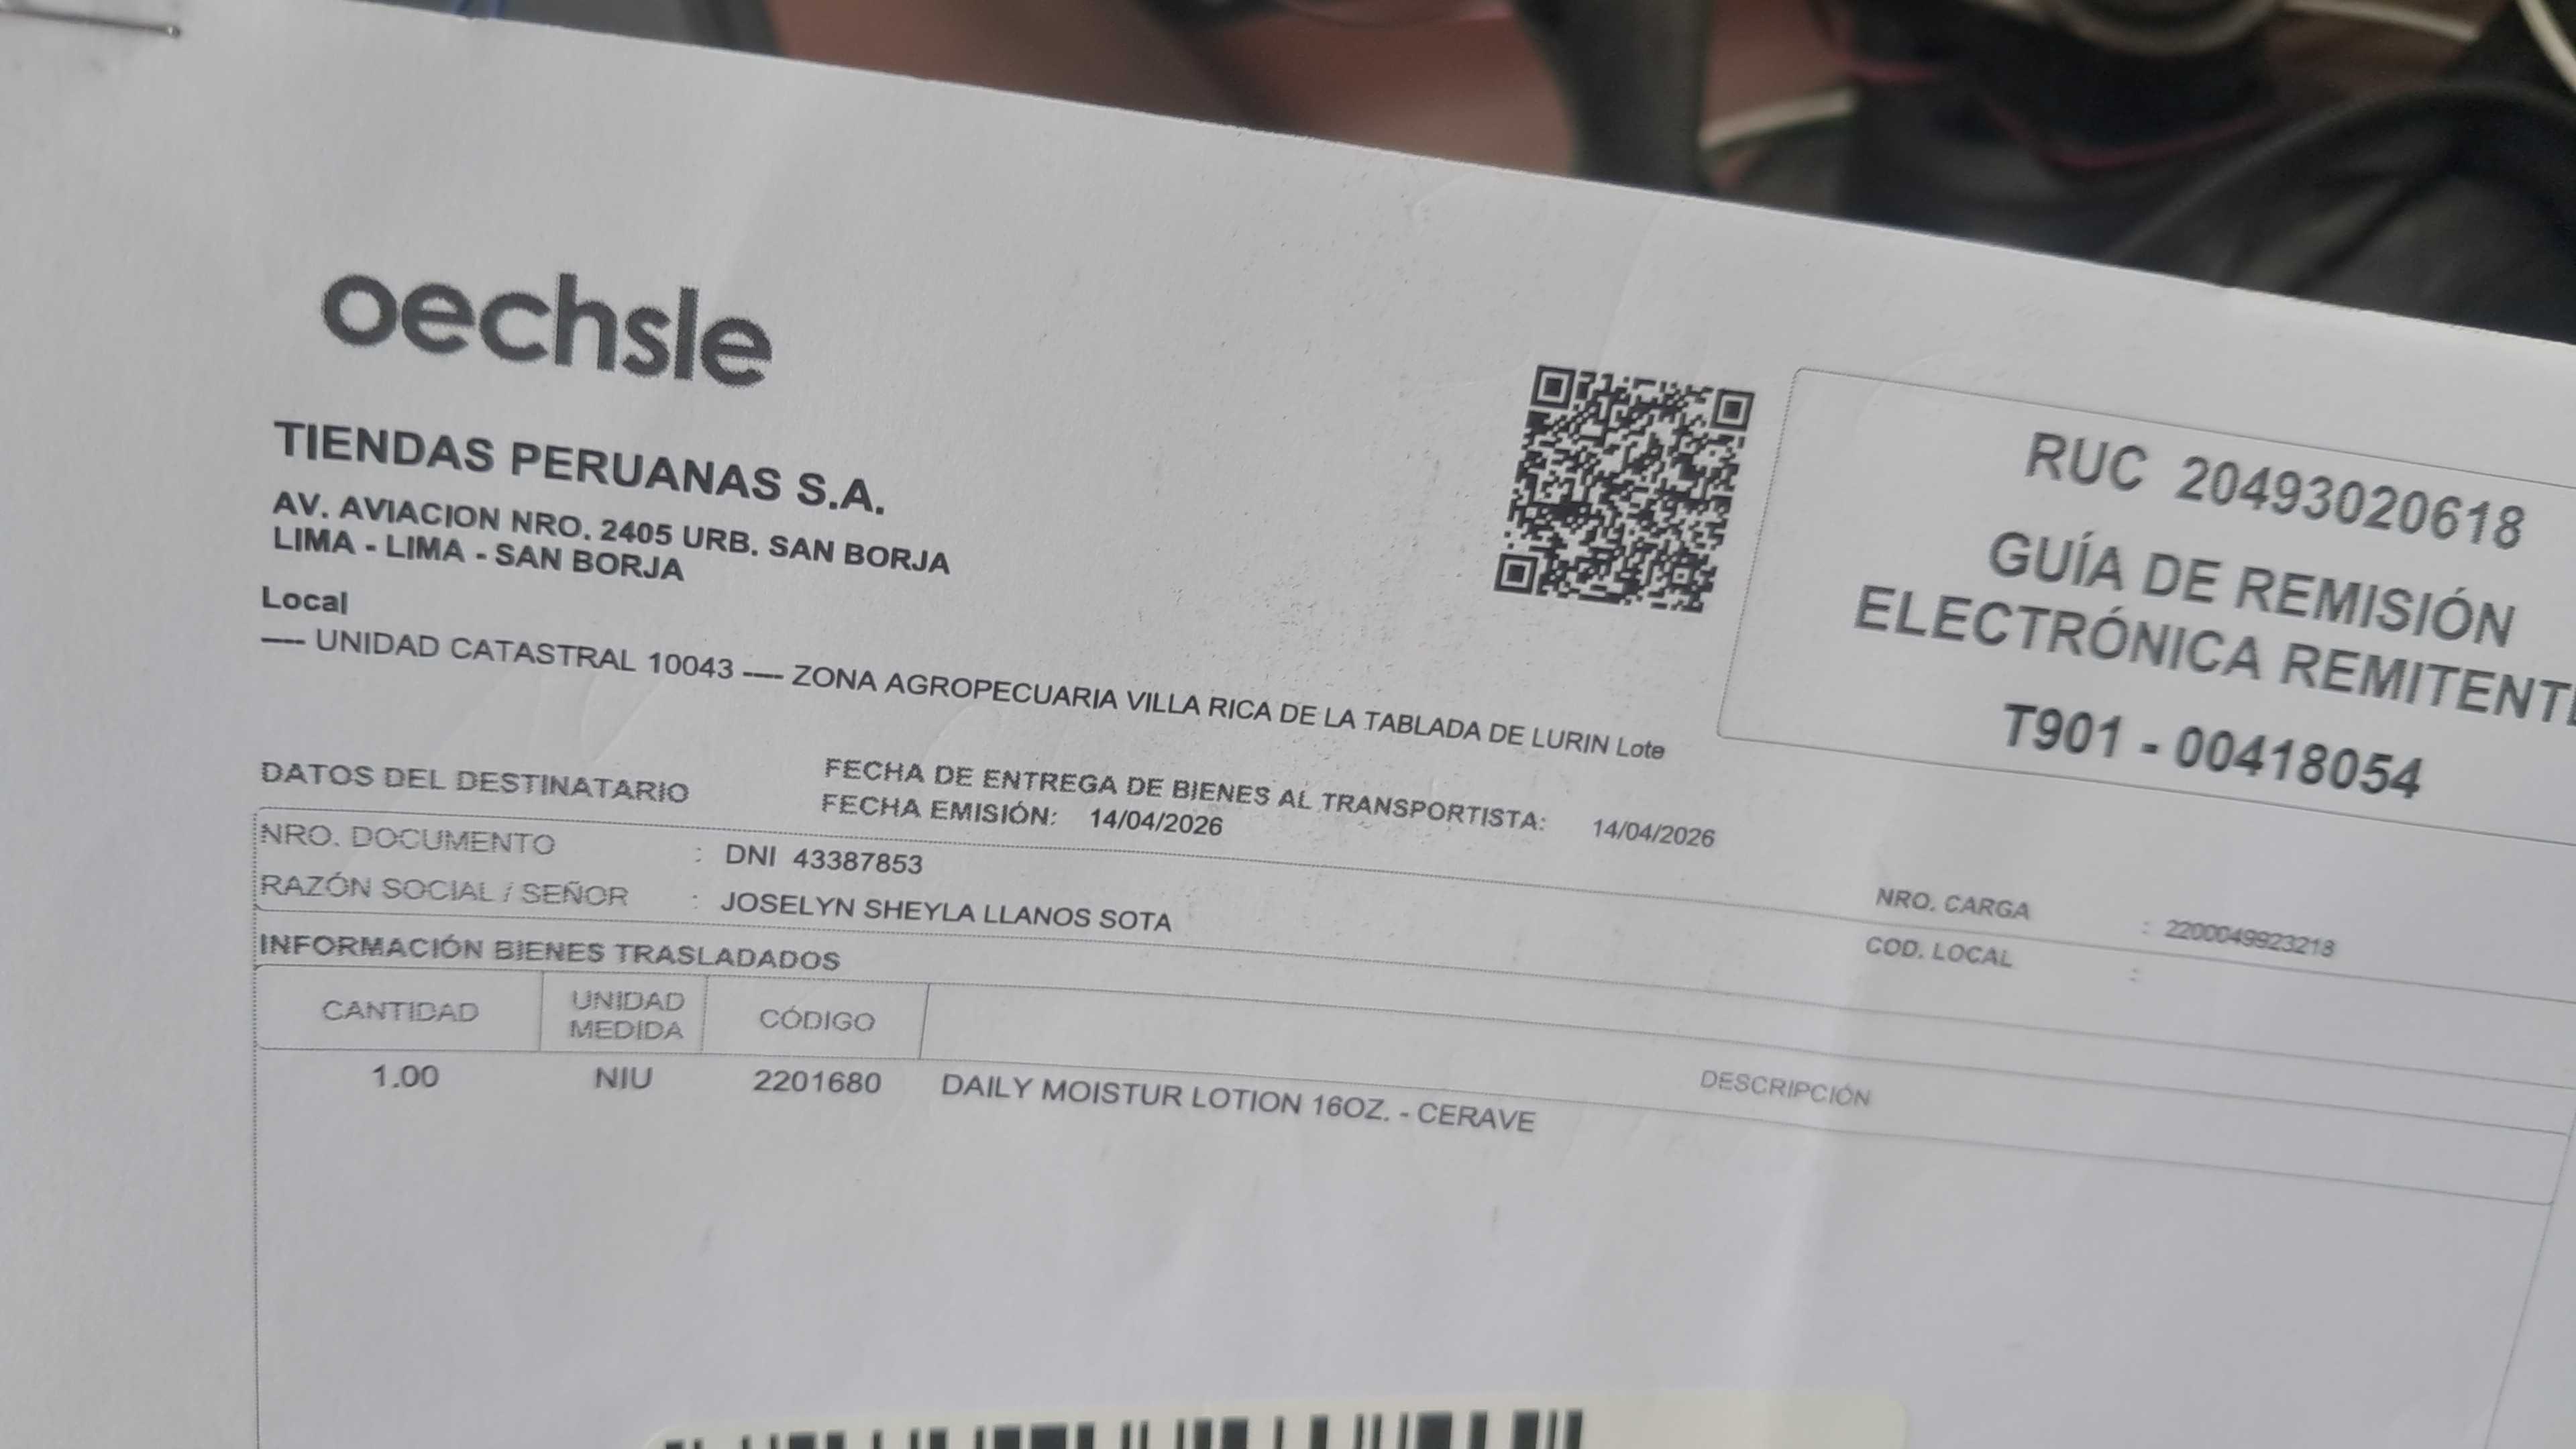 oechsle
TIENDAS PERUANAS S.A.
AV. AVIACION NRO. 2405 URB. SAN BORJA
LIMA - LIMA - SAN BORJA
Local
---- UNIDAD CATASTRAL 10043 ---- ZONA AGROPECUARIA VILLA RICA DE LA TABLADA DE LURIN Lote
RUC 20493020618
GUÍA DE REMISIÓN
ELECTRÓNICA REMITENTE
T901 - 00418054
DATOS DEL DESTINATARIO
FECHA DE ENTREGA DE BIENES AL TRANSPORTISTA: 14/04/2026
FECHA EMISIÓN: 14/04/2026
NRO. DOCUMENTO : DNI 43387853
RAZÓN SOCIAL / SEÑOR : JOSELYN SHEYLA LLANOS SOTA
NRO. CARGA : 2200049923218
COD. LOCAL :
INFORMACIÓN BIENES TRASLADADOS
CANTIDAD UNIDAD MEDIDA CÓDIGO DESCRIPCIÓN
1.00 NIU 2201680 DAILY MOISTUR LOTION 16OZ. - CERAVE